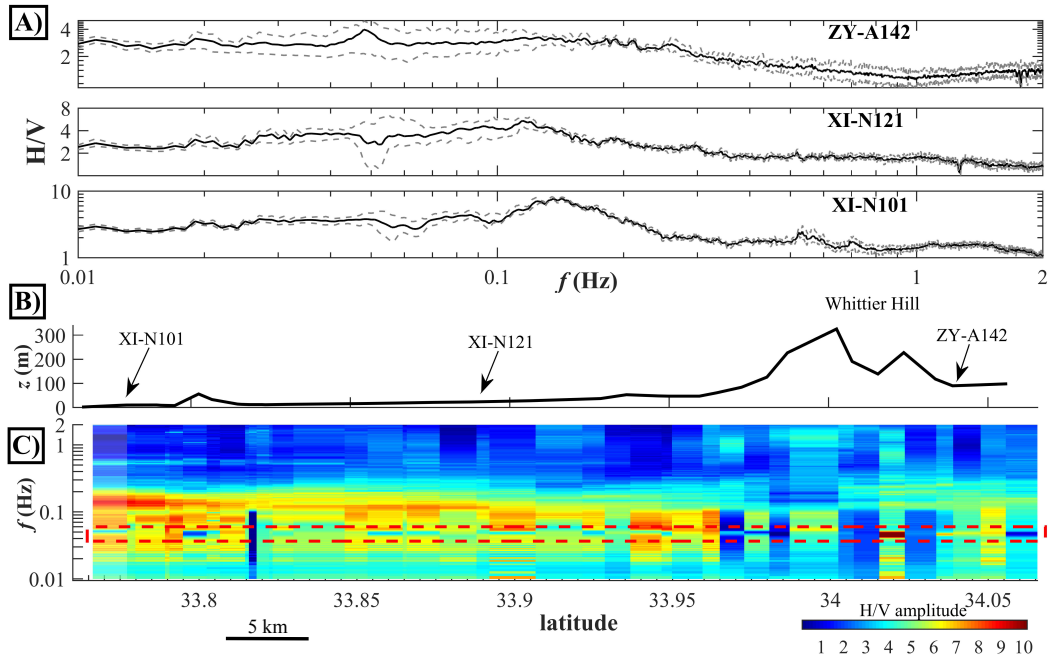 A)
ZY-A142
4
2
XI-N121
8
4
2
H/V
XI-N101
10
1
0.01
0.1
1
2
f (Hz)
B)
Whittier Hill
300
200
100
0
z (m)
XI-N101
XI-N121
ZY-A142
C)
2
1
0.1
0.01
f (Hz)
33.8
33.85
33.9
33.95
34
34.05
latitude
5 km
H/V amplitude
1 2 3 4 5 6 7 8 9 10